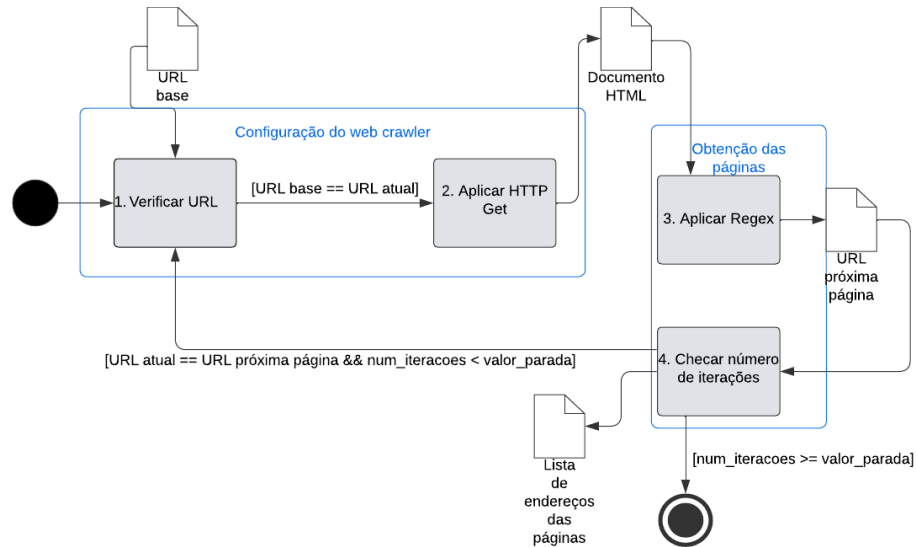 URL
base
Documento
HTML
Configuração do web crawler
1. Verificar URL
[URL base == URL atual]
2. Aplicar HTTP
Get
Obtenção das
páginas
3. Aplicar Regex
URL
próxima
página
[URL atual == URL próxima página && num_iteracoes < valor_parada]
4. Checar número
de iterações
Lista
de
endereços
das
páginas
[num_iteracoes >= valor_parada]